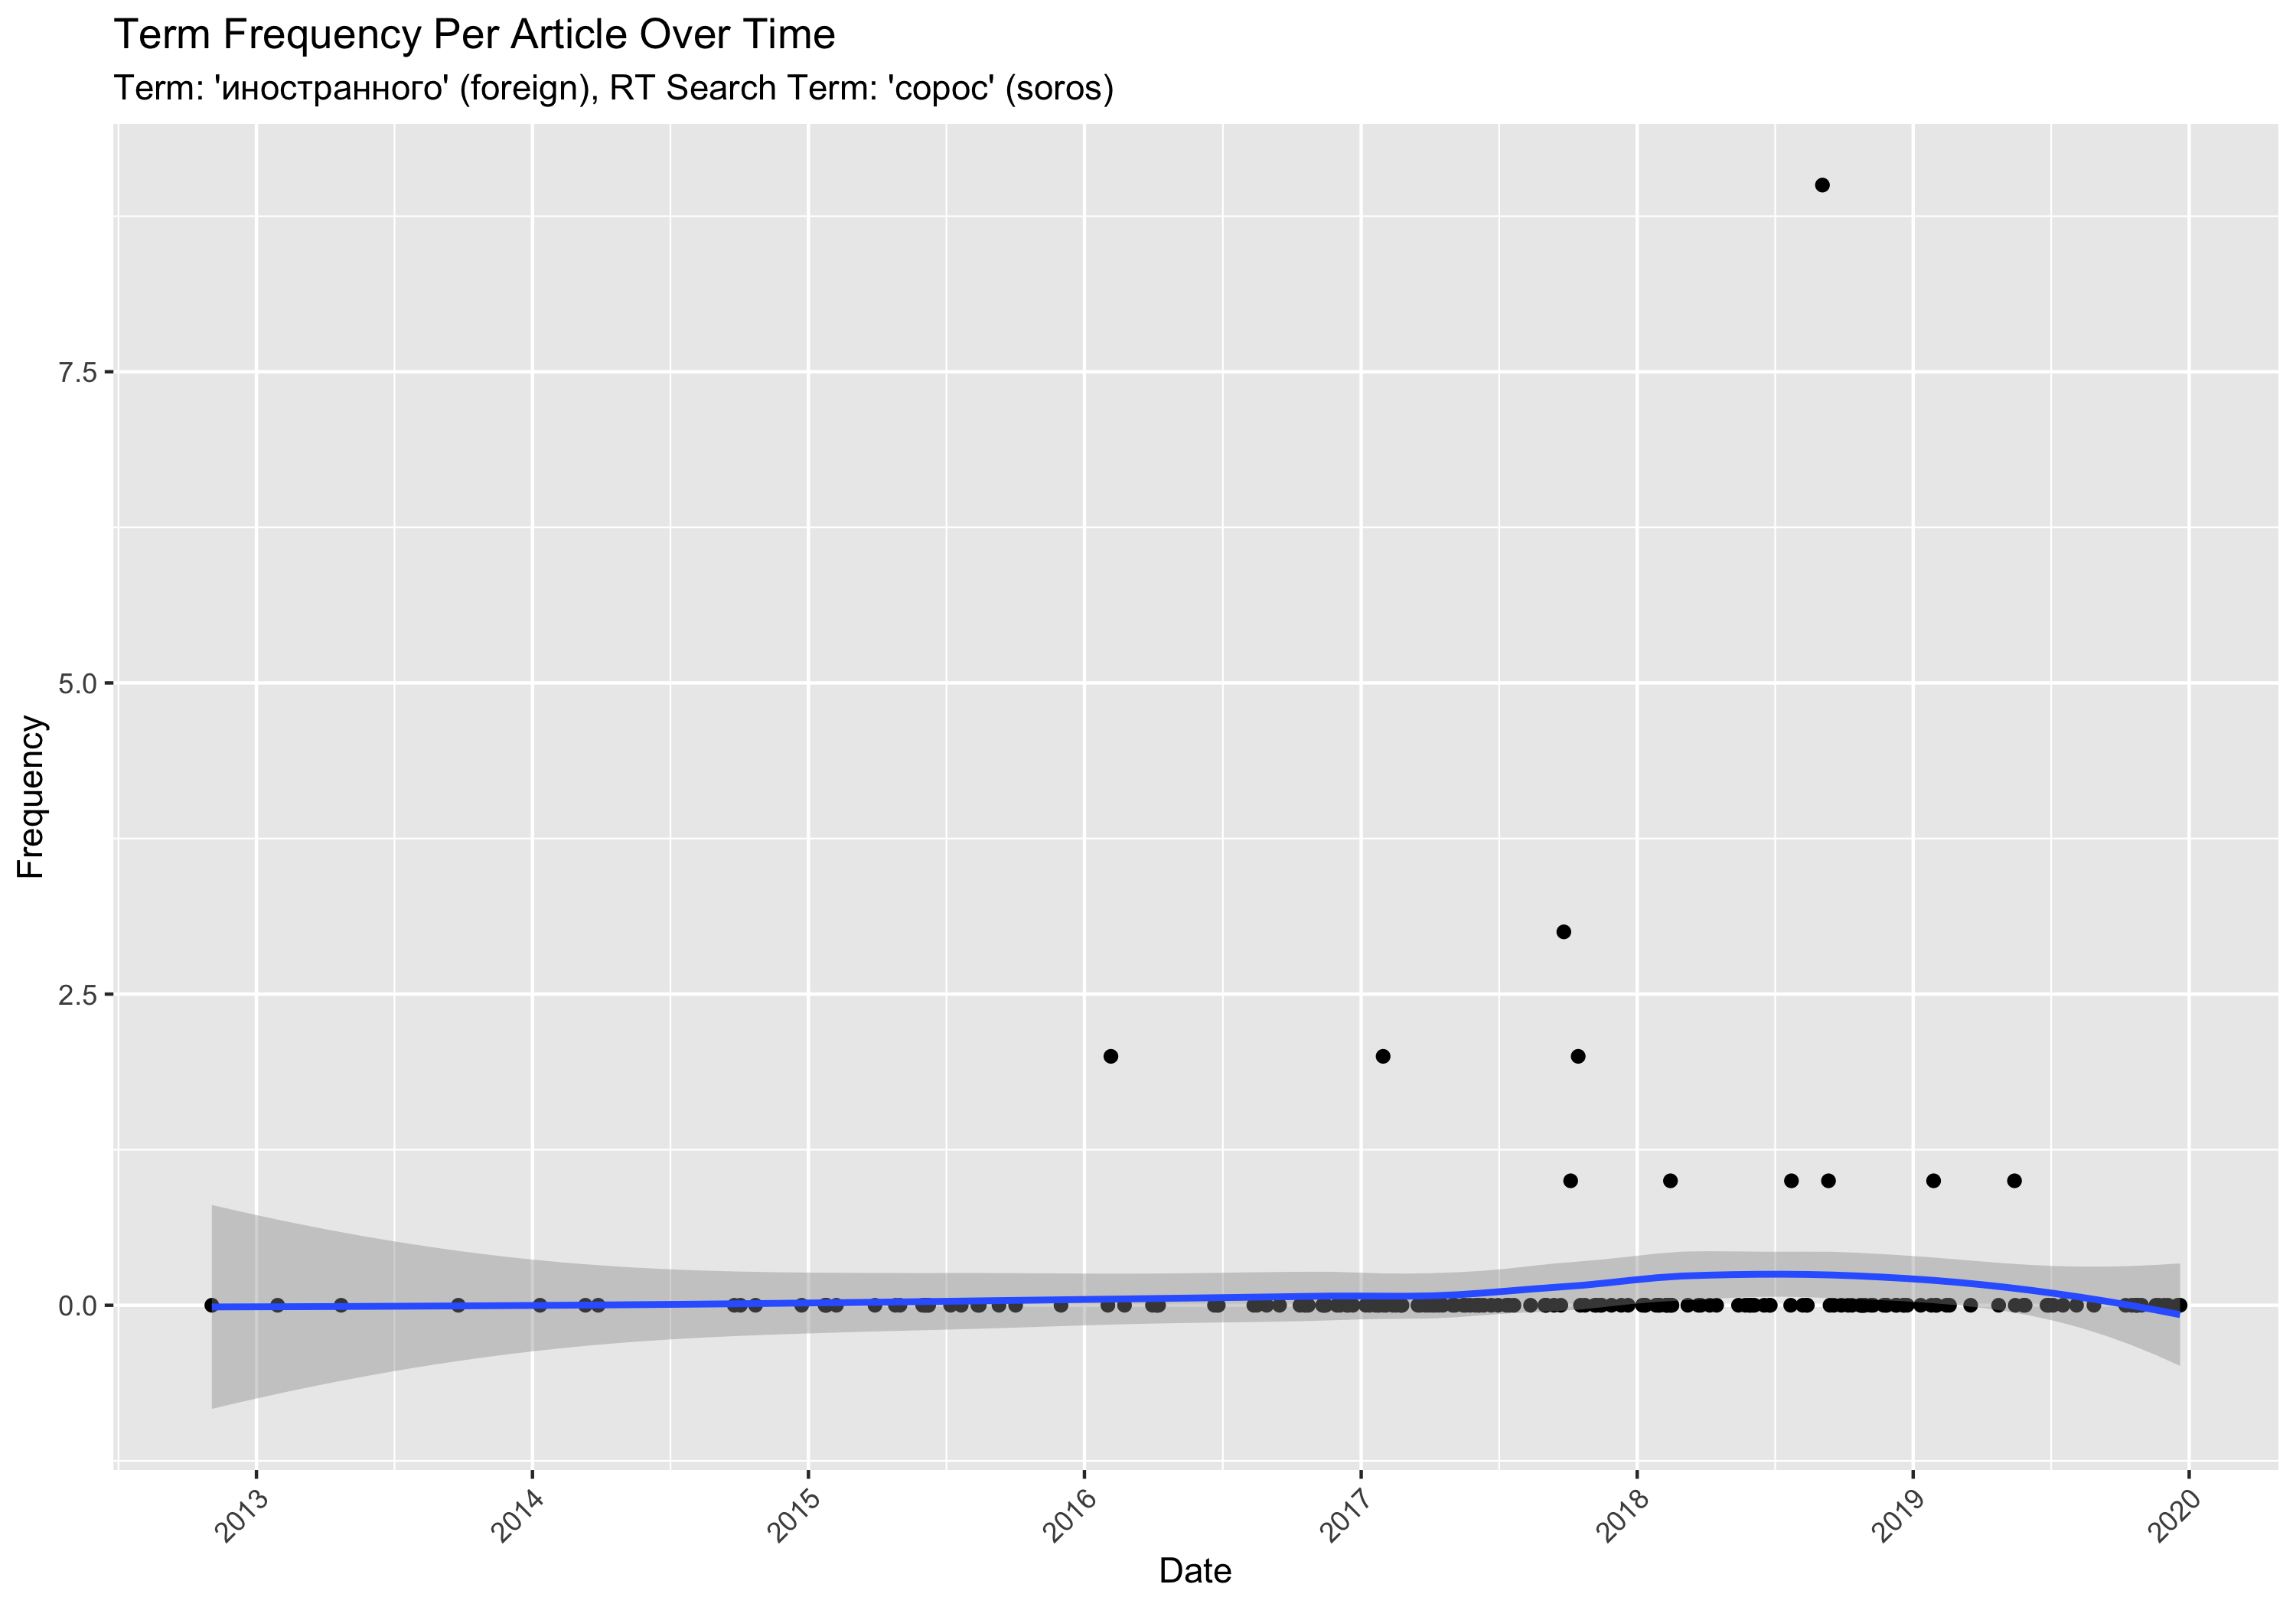 Term Frequency Per Article Over Time
Term: 'иностранного' (foreign), RT Search Term: 'сорос' (soros)
Frequency
7.5
5.0
2.5
0.0
2013 2014 2015 2016 2017 2018 2019 2020
Date